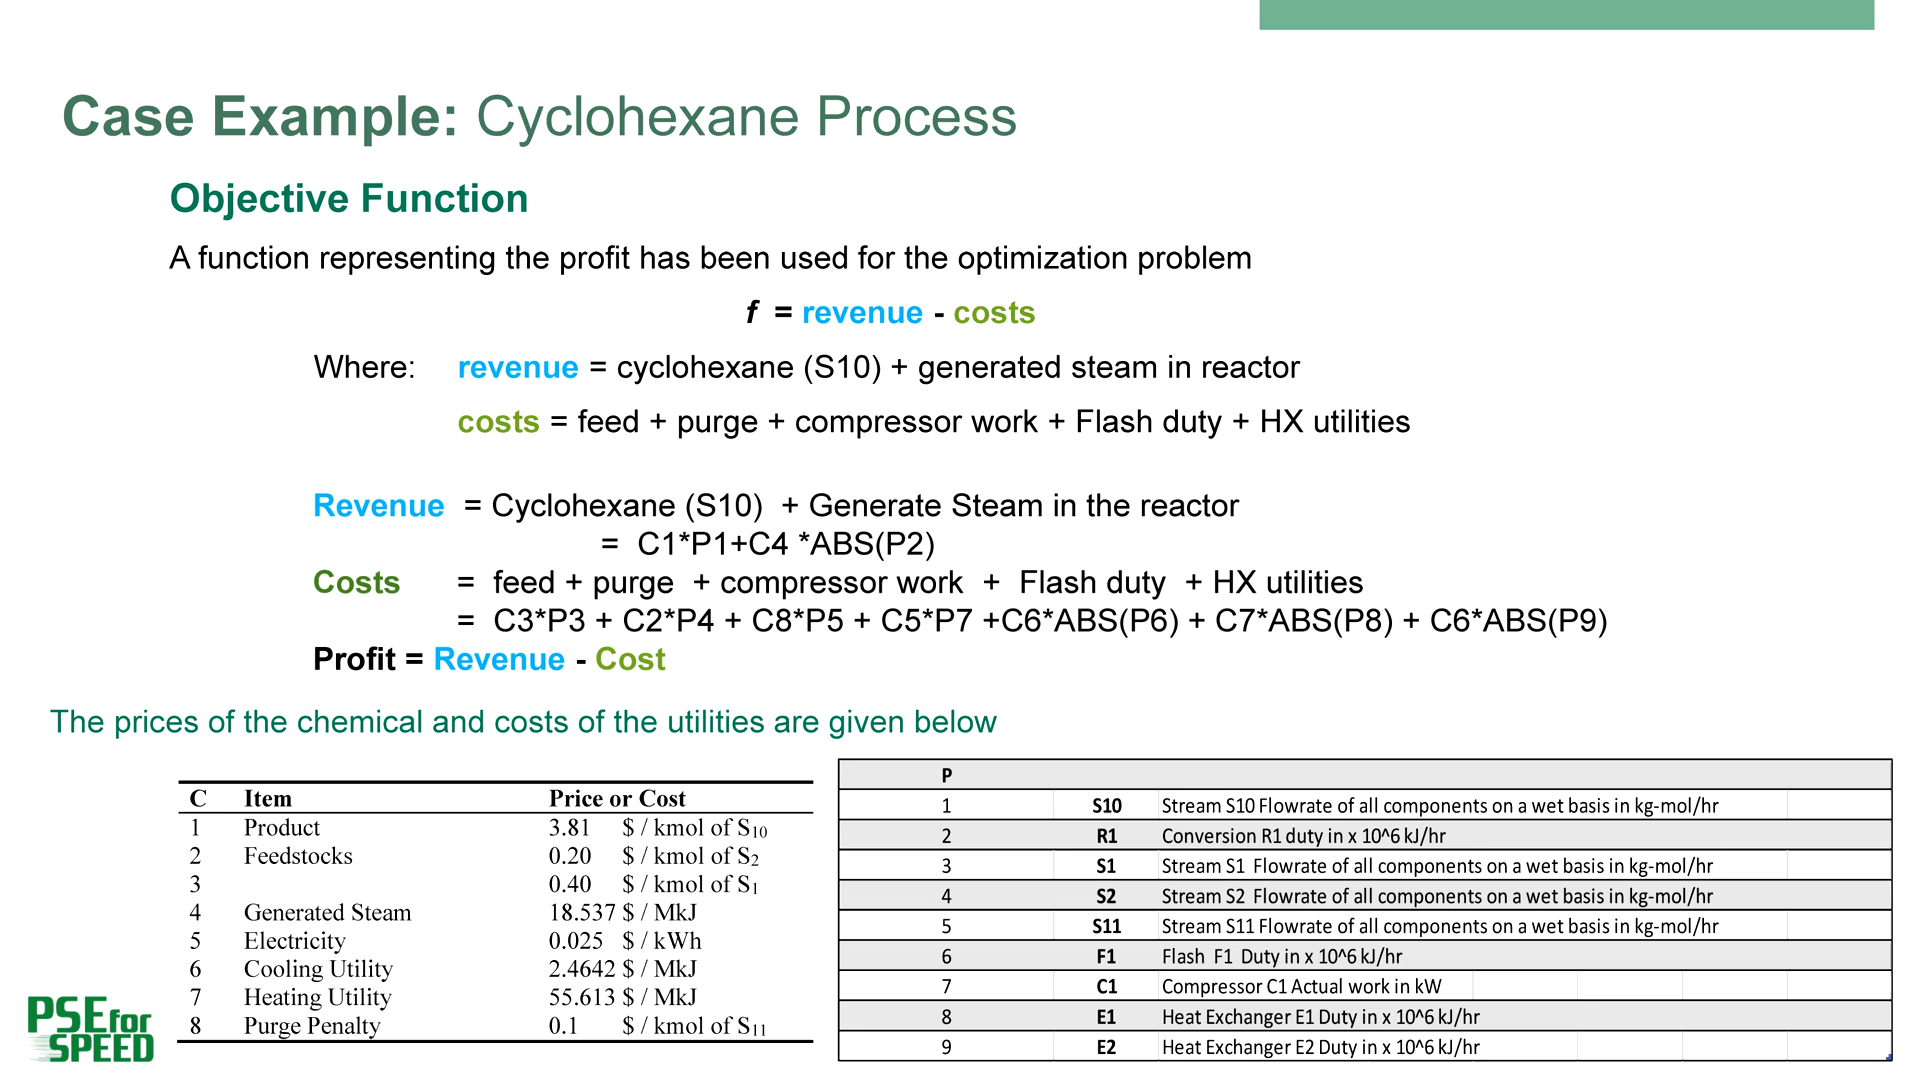 Case Example: Cyclohexane Process
Objective Function
A function representing the profit has been used for the optimization problem
f = revenue - costs
Where: revenue = cyclohexane (S10) + generated steam in reactor
costs = feed + purge + compressor work + Flash duty + HX utilities
Revenue = Cyclohexane (S10) + Generate Steam in the reactor
= C1*P1+C4 *ABS(P2)
Costs = feed + purge + compressor work + Flash duty + HX utilities
= C3*P3 + C2*P4 + C8*P5 + C5*P7 +C6*ABS(P6) + C7*ABS(P8) + C6*ABS(P9)
Profit = Revenue - Cost
The prices of the chemical and costs of the utilities are given below
C Item Price or Cost
1 Product 3.81 $ / kmol of S10
2 Feedstocks 0.20 $ / kmol of S2
3 0.40 $ / kmol of S1
4 Generated Steam 18.537 $ / MkJ
5 Electricity 0.025 $ / kWh
6 Cooling Utility 2.4642 $ / MkJ
7 Heating Utility 55.613 $ / MkJ
8 Purge Penalty 0.1 $ / kmol of S11
P
1 S10 Stream S10 Flowrate of all components on a wet basis in kg-mol/hr
2 R1 Conversion R1 duty in x 10^6 kJ/hr
3 S1 Stream S1 Flowrate of all components on a wet basis in kg-mol/hr
4 S2 Stream S2 Flowrate of all components on a wet basis in kg-mol/hr
5 S11 Stream S11 Flowrate of all components on a wet basis in kg-mol/hr
6 F1 Flash F1 Duty in x 10^6 kJ/hr
7 C1 Compressor C1 Actual work in kW
8 E1 Heat Exchanger E1 Duty in x 10^6 kJ/hr
9 E2 Heat Exchanger E2 Duty in x 10^6 kJ/hr
PSE for
SPEED